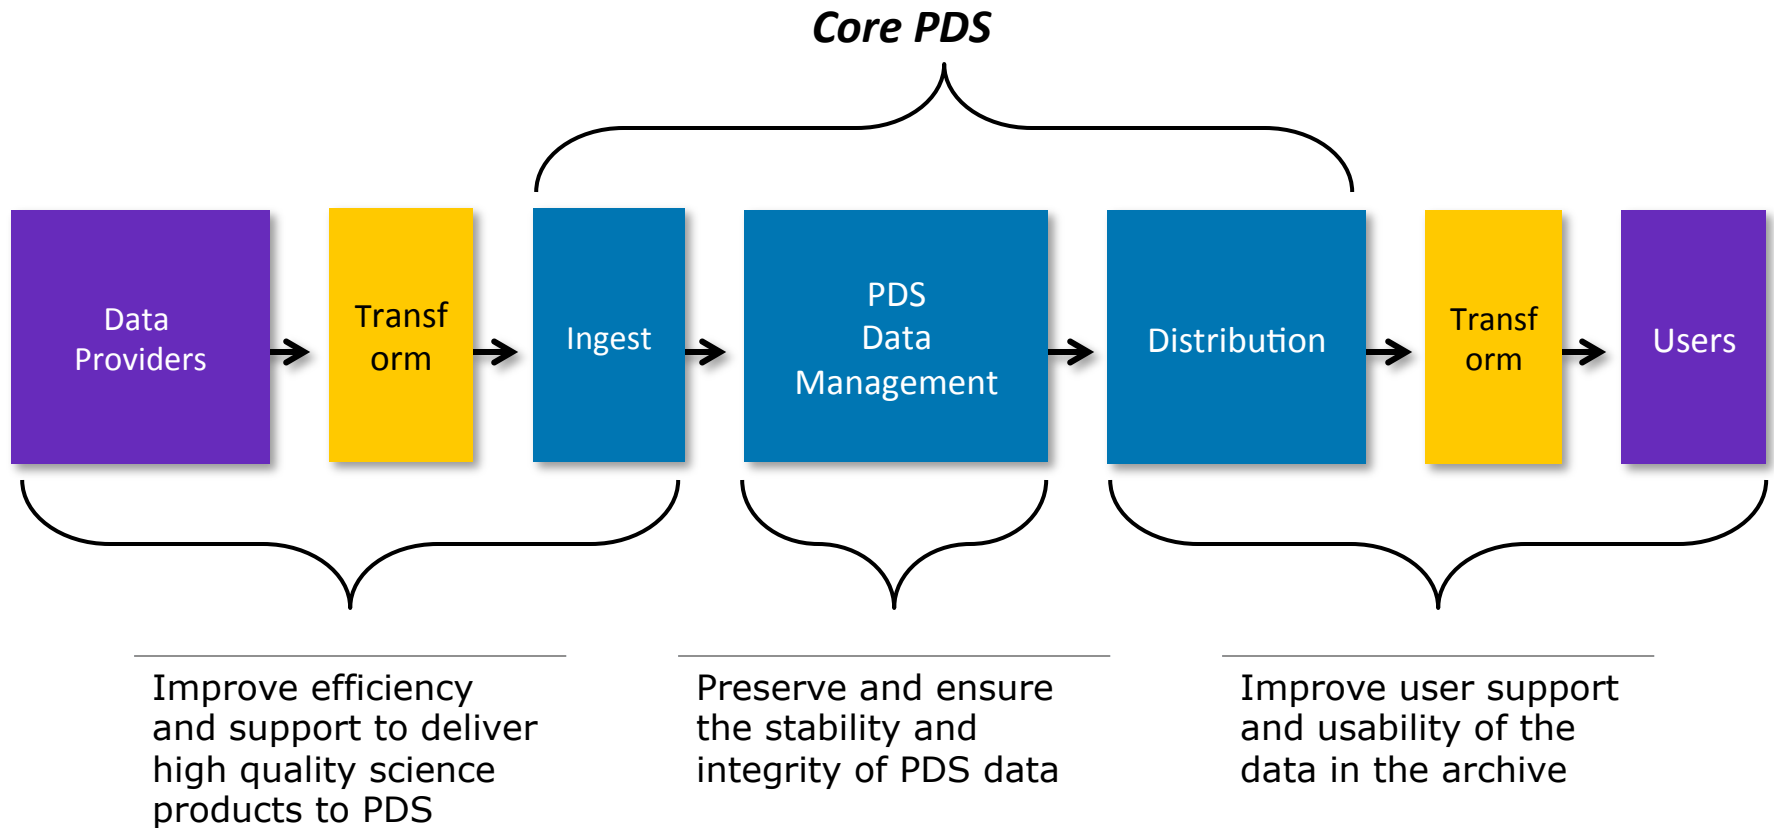 Core PDS
Data
Providers
Transf
orm
Ingest
PDS
Data
Management
Distribution
Transf
orm
Users
Improve efficiency
and support to deliver
high quality science
products to PDS
Preserve and ensure
the stability and
integrity of PDS data
Improve user support
and usability of the
data in the archive